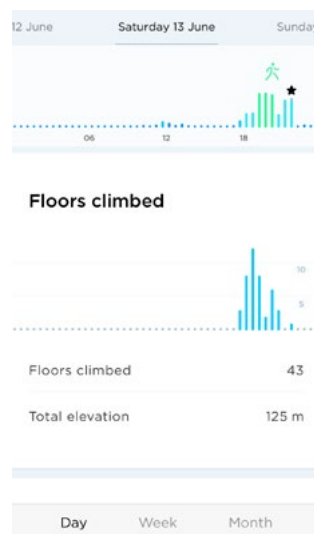 12 June Saturday 13 June Sunday
06 12 18
Floors climbed
10
5
Floors climbed 43
Total elevation 125 m
Day Week Month